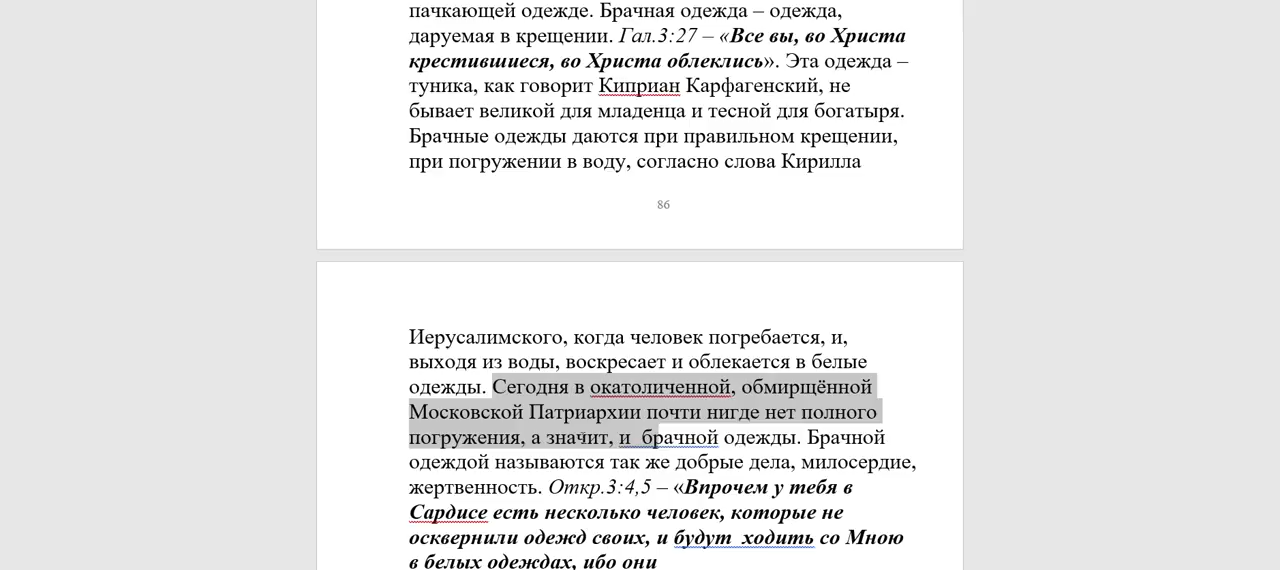 пачкающей одежде. Брачная одежда – одежда,
даруемая в крещении. Гал.3:27 – «Все вы, во Христа
крестившиеся, во Христа облеклись». Эта одежда –
туника, как говорит Киприан Карфагенский, не
бывает великой для младенца и тесной для богатыря.
Брачные одежды даются при правильном крещении,
при погружении в воду, согласно слова Кирилла
86
Иерусалимского, когда человек погребается, и,
выходя из воды, воскресает и облекается в белые
одежды. Сегодня в окатоличенной, обмирщённой
Московской Патриархии почти нигде нет полного
погружения, а значит, и  брачной одежды. Брачной
одеждой называются так же добрые дела, милосердие,
жертвенность. Откр.3:4,5 – «Впрочем у тебя в
Сардисе есть несколько человек, которые не
осквернили одежд своих, и будут  ходить со Мною
в белых одеждах, ибо они